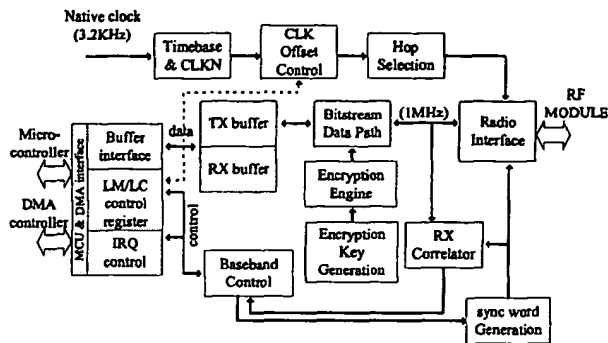 Native clock
(3.2KHz)
Timebase
& CLKN
CLK
Offset
Control
Hop
Selection
Micro-
controller
DMA
controller
MCU & DMA interface
Buffer
interface
LM/LC
control
register
IRQ
control
data
control
TX buffer
RX buffer
Bitstream
Data Path
(1MHz)
Radio
Interface
RF
MODULE
Encryption
Engine
Encryption
Key
Generation
RX
Correlator
Baseband
Control
sync word
Generation